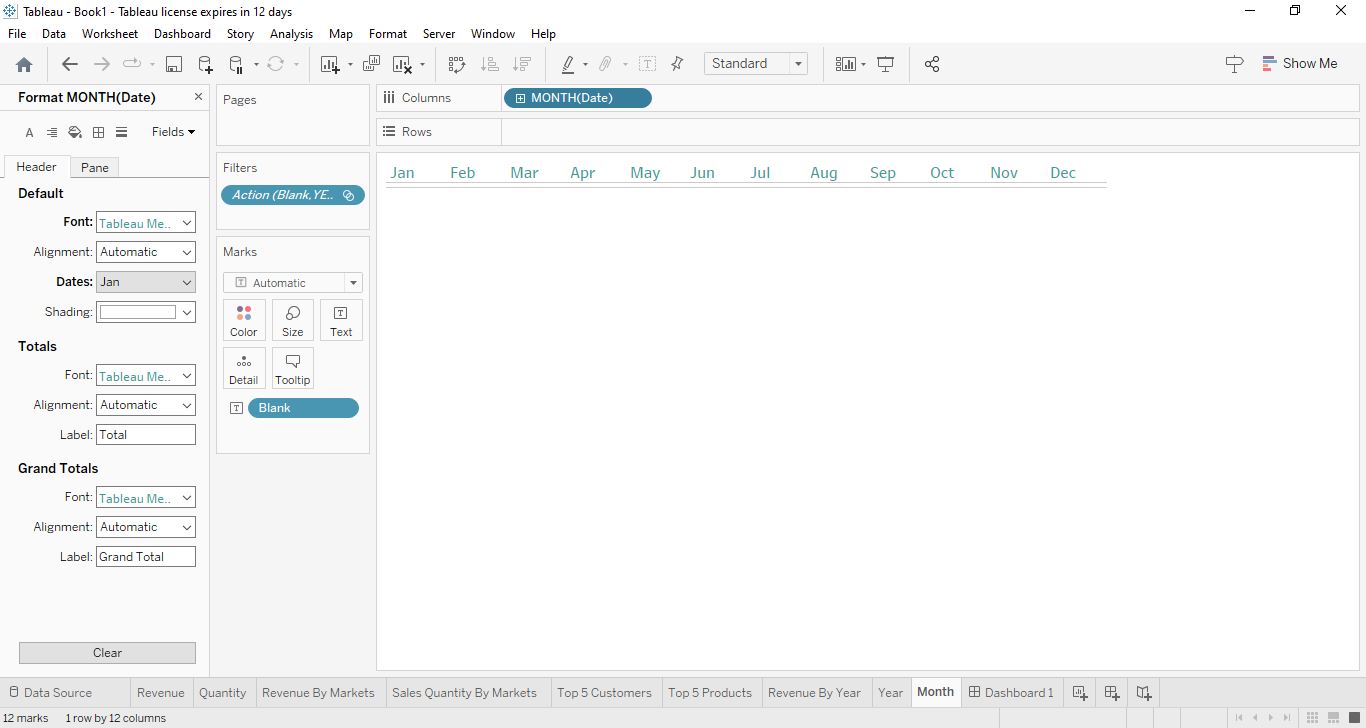 Tableau - Book1 - Tableau license expires in 12 days
File Data Worksheet Dashboard Story Analysis Map Format Server Window Help
Standard
Show Me
Format MONTH(Date)
Fields
Header Pane
Default
Font: Tableau Me..
Alignment: Automatic
Dates: Jan
Shading:
Totals
Font: Tableau Me..
Alignment: Automatic
Label: Total
Grand Totals
Font: Tableau Me..
Alignment: Automatic
Label: Grand Total
Clear
Pages
Filters
Action (Blank,YE..
Marks
Automatic
Color Size Text
Detail Tooltip
Blank
Columns MONTH(Date)
Rows
Jan Feb Mar Apr May Jun Jul Aug Sep Oct Nov Dec
Data Source Revenue Quantity Revenue By Markets Sales Quantity By Markets Top 5 Customers Top 5 Products Revenue By Year Year Month Dashboard 1
12 marks 1 row by 12 columns